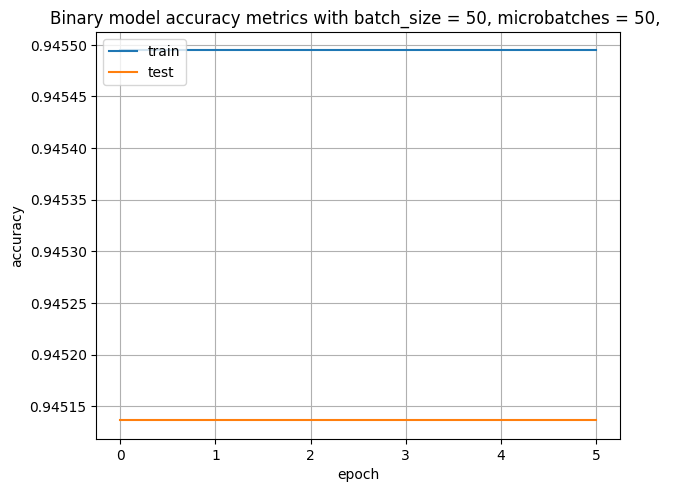 Binary model accuracy metrics with batch_size = 50, microbatches = 50,
train
test
0.94550
0.94545
0.94540
0.94535
0.94530
0.94525
0.94520
0.94515
accuracy
0 1 2 3 4 5
epoch